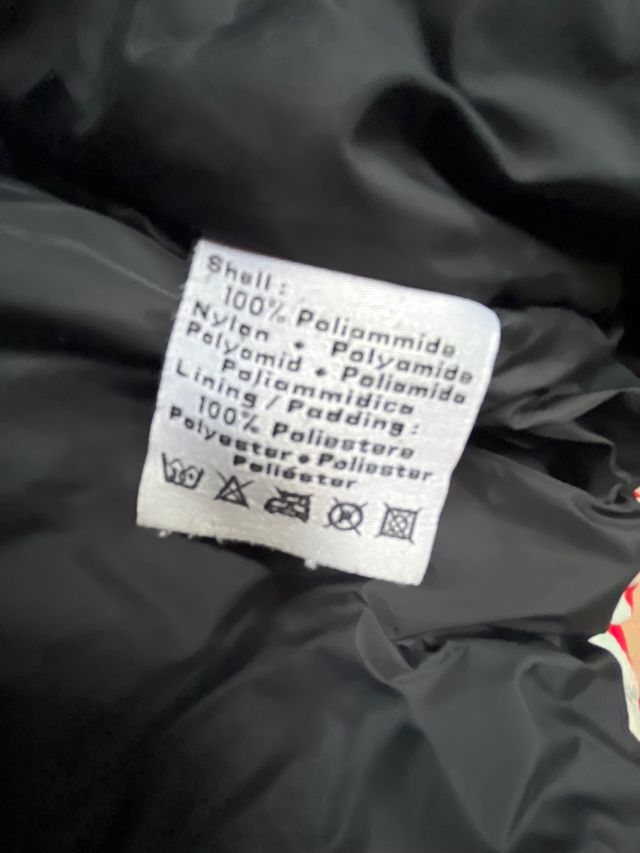 Shell:
100% Poliammide
Nylon • Polyamide
Polyamid • Poliamida
Poliammidica
Lining / Padding:
100% Poliestere
Polyester • Poliester
Poliéster